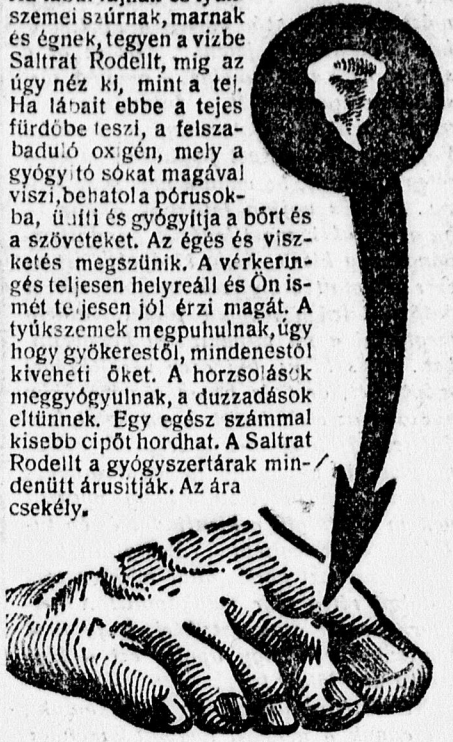 szemei szúrnak, marnak
és égnek, tegyen a vizbe
Saltrat Rodellt, mig az
úgy néz ki, mint a tej.
Ha lábait ebbe a tejes
fürdőbe teszi, a felsza-
baduló oxigén, mely a
gyógyító sókat magával
viszi, behatol a pórusok-
ba, üdíti és gyógyítja a bőrt és
a szöveteket. Az égés és visz-
ketés megszünik. A vérkerin-
gés teljesen helyreáll és Ön is-
mét teljesen jól érzi magát. A
tyúkszemek megpuhulnak, úgy
hogy gyökerestől, mindenestől
kiveheti őket. A horzsolások
meggyógyulnak, a duzzadások
eltünnek. Egy egész számmal
kisebb cipőt hordhat. A Saltrat
Rodellt a gyógyszertárak min-
denütt árusitják. Az ára
csekély.